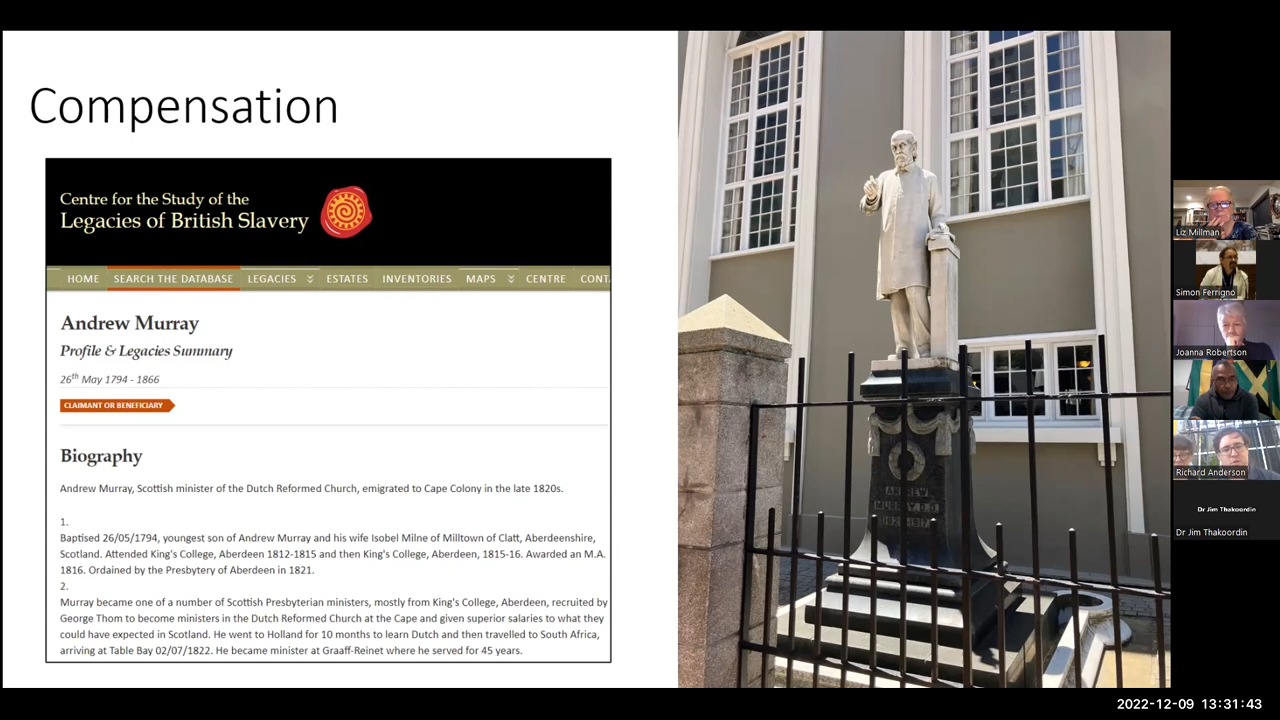 Compensation
Centre for the Study of the
Legacies of British Slavery
HOME SEARCH THE DATABASE LEGACIES ESTATES INVENTORIES MAPS CENTRE CONT
Andrew Murray
Profile & Legacies Summary
26th May 1794 - 1866
CLAIMANT OR BENEFICIARY
Biography
Andrew Murray, Scottish minister of the Dutch Reformed Church, emigrated to Cape Colony in the late 1820s.
1.
Baptised 26/05/1794, youngest son of Andrew Murray and his wife Isobel Milne of Milltown of Clatt, Aberdeenshire,
Scotland. Attended King's College, Aberdeen 1812-1815 and then King's College, Aberdeen, 1815-16. Awarded an M.A.
1816. Ordained by the Presbytery of Aberdeen in 1821.
2.
Murray became one of a number of Scottish Presbyterian ministers, mostly from King's College, Aberdeen, recruited by
George Thom to become ministers in the Dutch Reformed Church at the Cape and given superior salaries to what they
could have expected in Scotland. He went to Holland for 10 months to learn Dutch and then travelled to South Africa,
arriving at Table Bay 02/07/1822. He became minister at Graaff-Reinet where he served for 45 years.
ANDREW
MURRAY, D.D.
Liz Millman
Simon Ferrigno
Joanna Robertson
Richard Anderson
Dr Jim Thakoordin
Dr Jim Thakoordin
2022-12-09 13:31:43